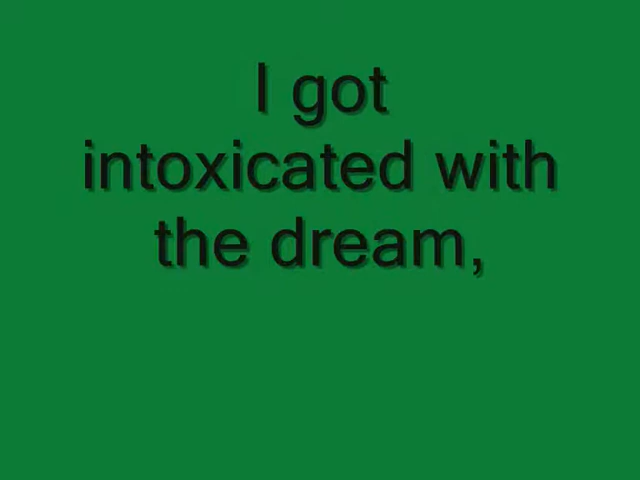 I got
intoxicated with
the dream,